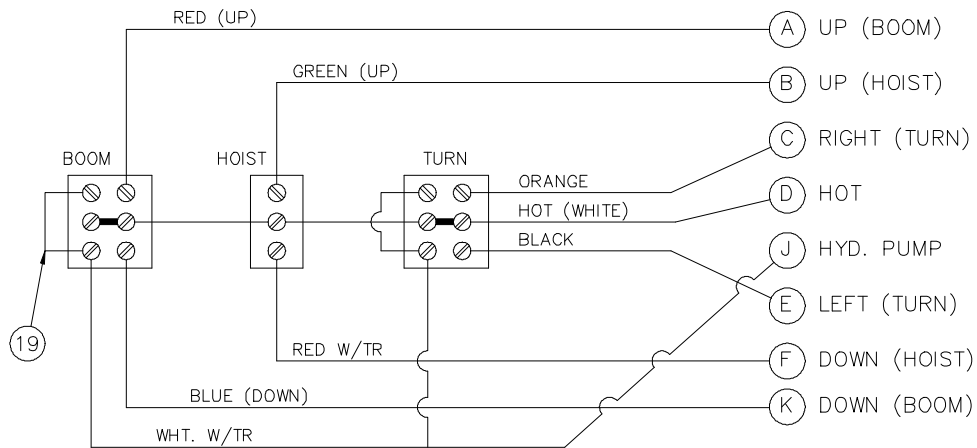 RED (UP)
A UP (BOOM)
GREEN (UP)
B UP (HOIST)
BOOM
HOIST
TURN
C RIGHT (TURN)
ORANGE
HOT (WHITE)
D HOT
BLACK
J HYD. PUMP
E LEFT (TURN)
19
RED W/TR
F DOWN (HOIST)
BLUE (DOWN)
K DOWN (BOOM)
WHT. W/TR